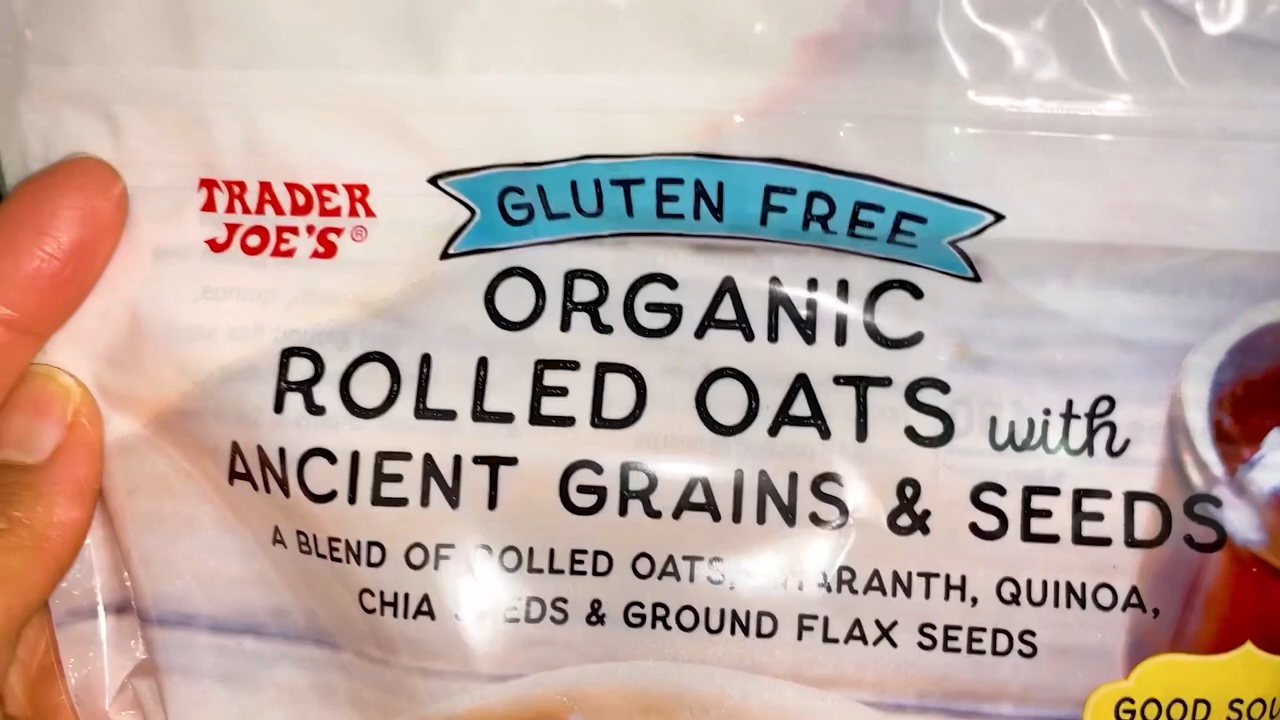 TRADER
JOE'S®
GLUTEN FREE
ORGANIC
ROLLED OATS with
ANCIENT GRAINS & SEEDS
A BLEND OF ROLLED OATS, AMARANTH, QUINOA,
CHIA SEEDS & GROUND FLAX SEEDS
GOOD